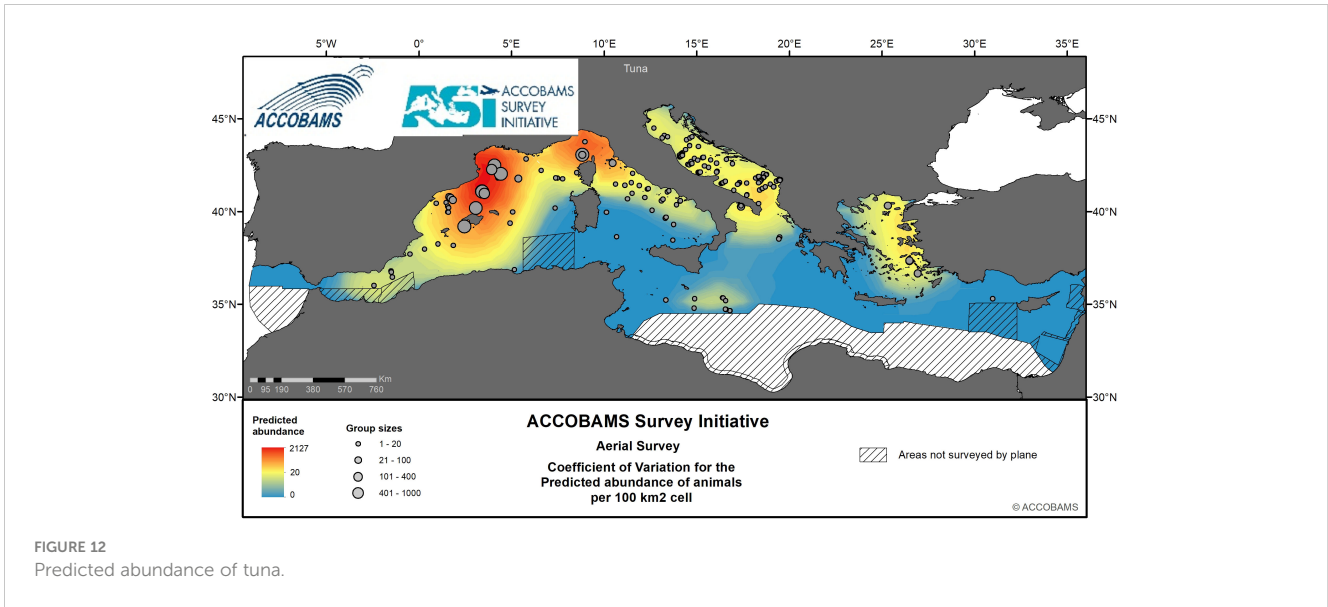 5°W 0° 5°E 10°E 15°E 20°E 25°E 30°E 35°E
Tuna
ACCOBAMS
ASI
ACCOBAMS
SURVEY
INITIATIVE
45°N 45°N
40°N 40°N
35°N 35°N
30°N 30°N
Km
0 95 190 380 570 760
Predicted
abundance
2127
20
0
Group sizes
1 - 20
21 - 100
101 - 400
401 - 1000
ACCOBAMS Survey Initiative
Aerial Survey
Coefficient of Variation for the
Predicted abundance of animals
per 100 km2 cell
Areas not surveyed by plane
© ACCOBAMS
FIGURE 12
Predicted abundance of tuna.